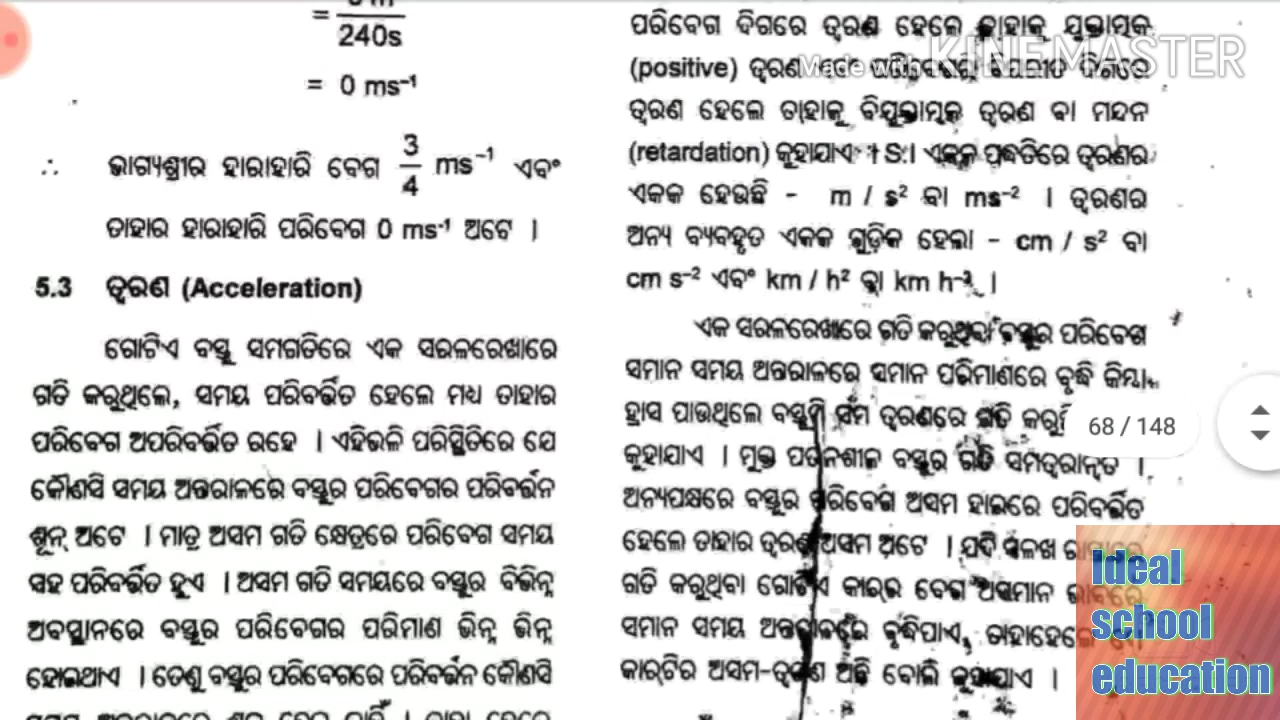 =
240s
= 0 ms⁻¹
∴ ଭାଗ୍ୟଶ୍ରୀର ହାରାହାରି ବେଗ 3/4 ms⁻¹ ଏବଂ
ତାହାର ହାରାହାରି ପରିବେଗ 0 ms⁻¹ ଅଟେ ।
5.3 ତ୍ୱରଣ (Acceleration)
ଗୋଟିଏ ବସ୍ତୁ ସମଗତିରେ ଏକ ସରଳରେଖାରେ
ଗତି କରୁଥିଲେ, ସମୟ ପରିବର୍ତ୍ତିତ ହେଲେ ମଧ୍ୟ ତାହାର
ପରିବେଗ ଅପରିବର୍ତ୍ତିତ ରହେ । ଏହିଭଳି ପରିସ୍ଥିତିରେ ଯେ
କୌଣସି ସମୟ ଅନ୍ତରାଳରେ ବସ୍ତୁର ପରିବେଗର ପରିବର୍ତ୍ତନ
ଶୂନ୍ ଅଟେ । ମାତ୍ର ଅସମ ଗତି କ୍ଷେତ୍ରରେ ପରିବେଗ ସମୟ
ସହ ପରିବର୍ତ୍ତିତ ହୁଏ । ଅସମ ଗତି ସମୟରେ ବସ୍ତୁର ବିଭିନ୍ନ
ଅବସ୍ଥାନରେ ବସ୍ତୁର ପରିବେଗର ପରିମାଣ ଭିନ୍ନ ଭିନ୍ନ
ହୋଇଥାଏ । ତେଣୁ ବସ୍ତୁର ପରିବେଗରେ ପରିବର୍ତ୍ତନ କୌଣସି
ପରିବେଗ ଦିଗରେ ତ୍ୱରଣ ହେଲେ ତାହାକୁ ଯୁକ୍ତାତ୍ମକ
(positive) ତ୍ୱରଣ ଦିଗରେ
ତ୍ୱରଣ ହେଲେ ତାହାକୁ ବିଯୁକ୍ତାତ୍ମକ ତ୍ୱରଣ ବା ମନ୍ଦନ
(retardation) କୁହାଯାଏ । S.I ଏକକ ପଦ୍ଧତିରେ ତ୍ୱରଣର
ଏକକ ହେଉଛି - m / s² ବା ms⁻² । ତ୍ୱରଣର
ଅନ୍ୟ ବ୍ୟବହୃତ ଏକକ ଗୁଡ଼ିକ ହେଲା - cm / s² ବା
cm s⁻² ଏବଂ km / h² ବା km h⁻² ।
ଏକ ସରଳରେଖାରେ ଗତି କରୁଥିବା ବସ୍ତୁର ପରିବେଗ
ସମାନ ସମୟ ଅନ୍ତରାଳରେ ସମାନ ପରିମାଣରେ ବୃଦ୍ଧି କିମ୍ବା
ହ୍ରାସ ପାଉଥିଲେ ବସ୍ତୁଟି ସମ ତ୍ୱରଣରେ ଗତି
କୁହାଯାଏ । ମୁକ୍ତ ପତନଶୀଳ ବସ୍ତୁର ଗତି ସମତ୍ୱରାନ୍ୱିତ ।
ଅନ୍ୟପକ୍ଷରେ ବସ୍ତୁର ପରିବେଗ ଅସମ ହାରରେ ପରିବର୍ତ୍ତିତ
ହେଲେ ତାହାର ତ୍ୱରଣ ଅସମ ଅଟେ । ଯଦି ସଳଖ
ଗତି କରୁଥିବା ଗୋଟିଏ କାର୍‌ର ବେଗ ଅସମାନ ଭାବରେ
ସମାନ ସମୟ ଅନ୍ତରାଳରେ ବୃଦ୍ଧିପାଏ, ତାହାହେଲେ
କାର୍‌ଟିର ଅସମ-ତ୍ୱରଣ ଅଛି ବୋଲି କୁହାଯାଏ ।
Made with KINEMASTER
68 / 148
Ideal
school
education